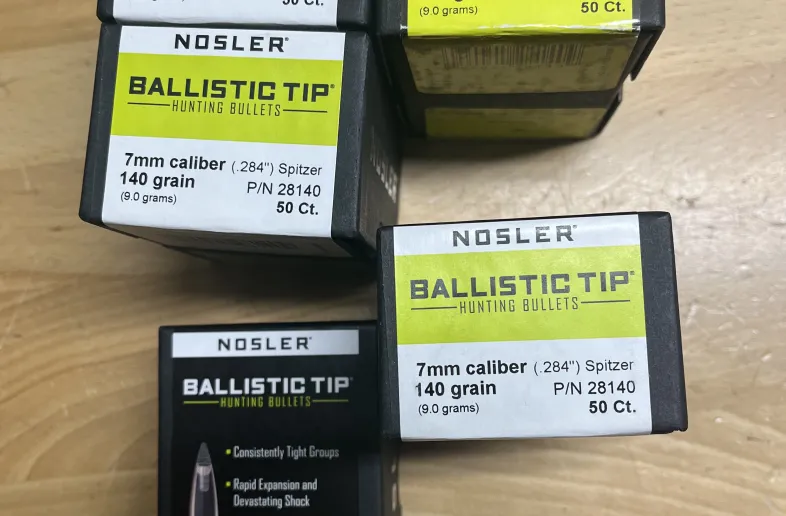 50 Ct.
(9.0 grams)
50 Ct.
NOSLER®
BALLISTIC TIP®
HUNTING BULLETS
7mm caliber (.284") Spitzer
140 grain P/N 28140
(9.0 grams) 50 Ct.
NOSLER
NOSLER®
BALLISTIC TIP®
HUNTING BULLETS
7mm caliber (.284") Spitzer
140 grain P/N 28140
(9.0 grams) 50 Ct.
NOSLER®
BALLISTIC TIP®
HUNTING BULLETS
Consistently Tight Groups
Rapid Expansion and
Devastating Shock